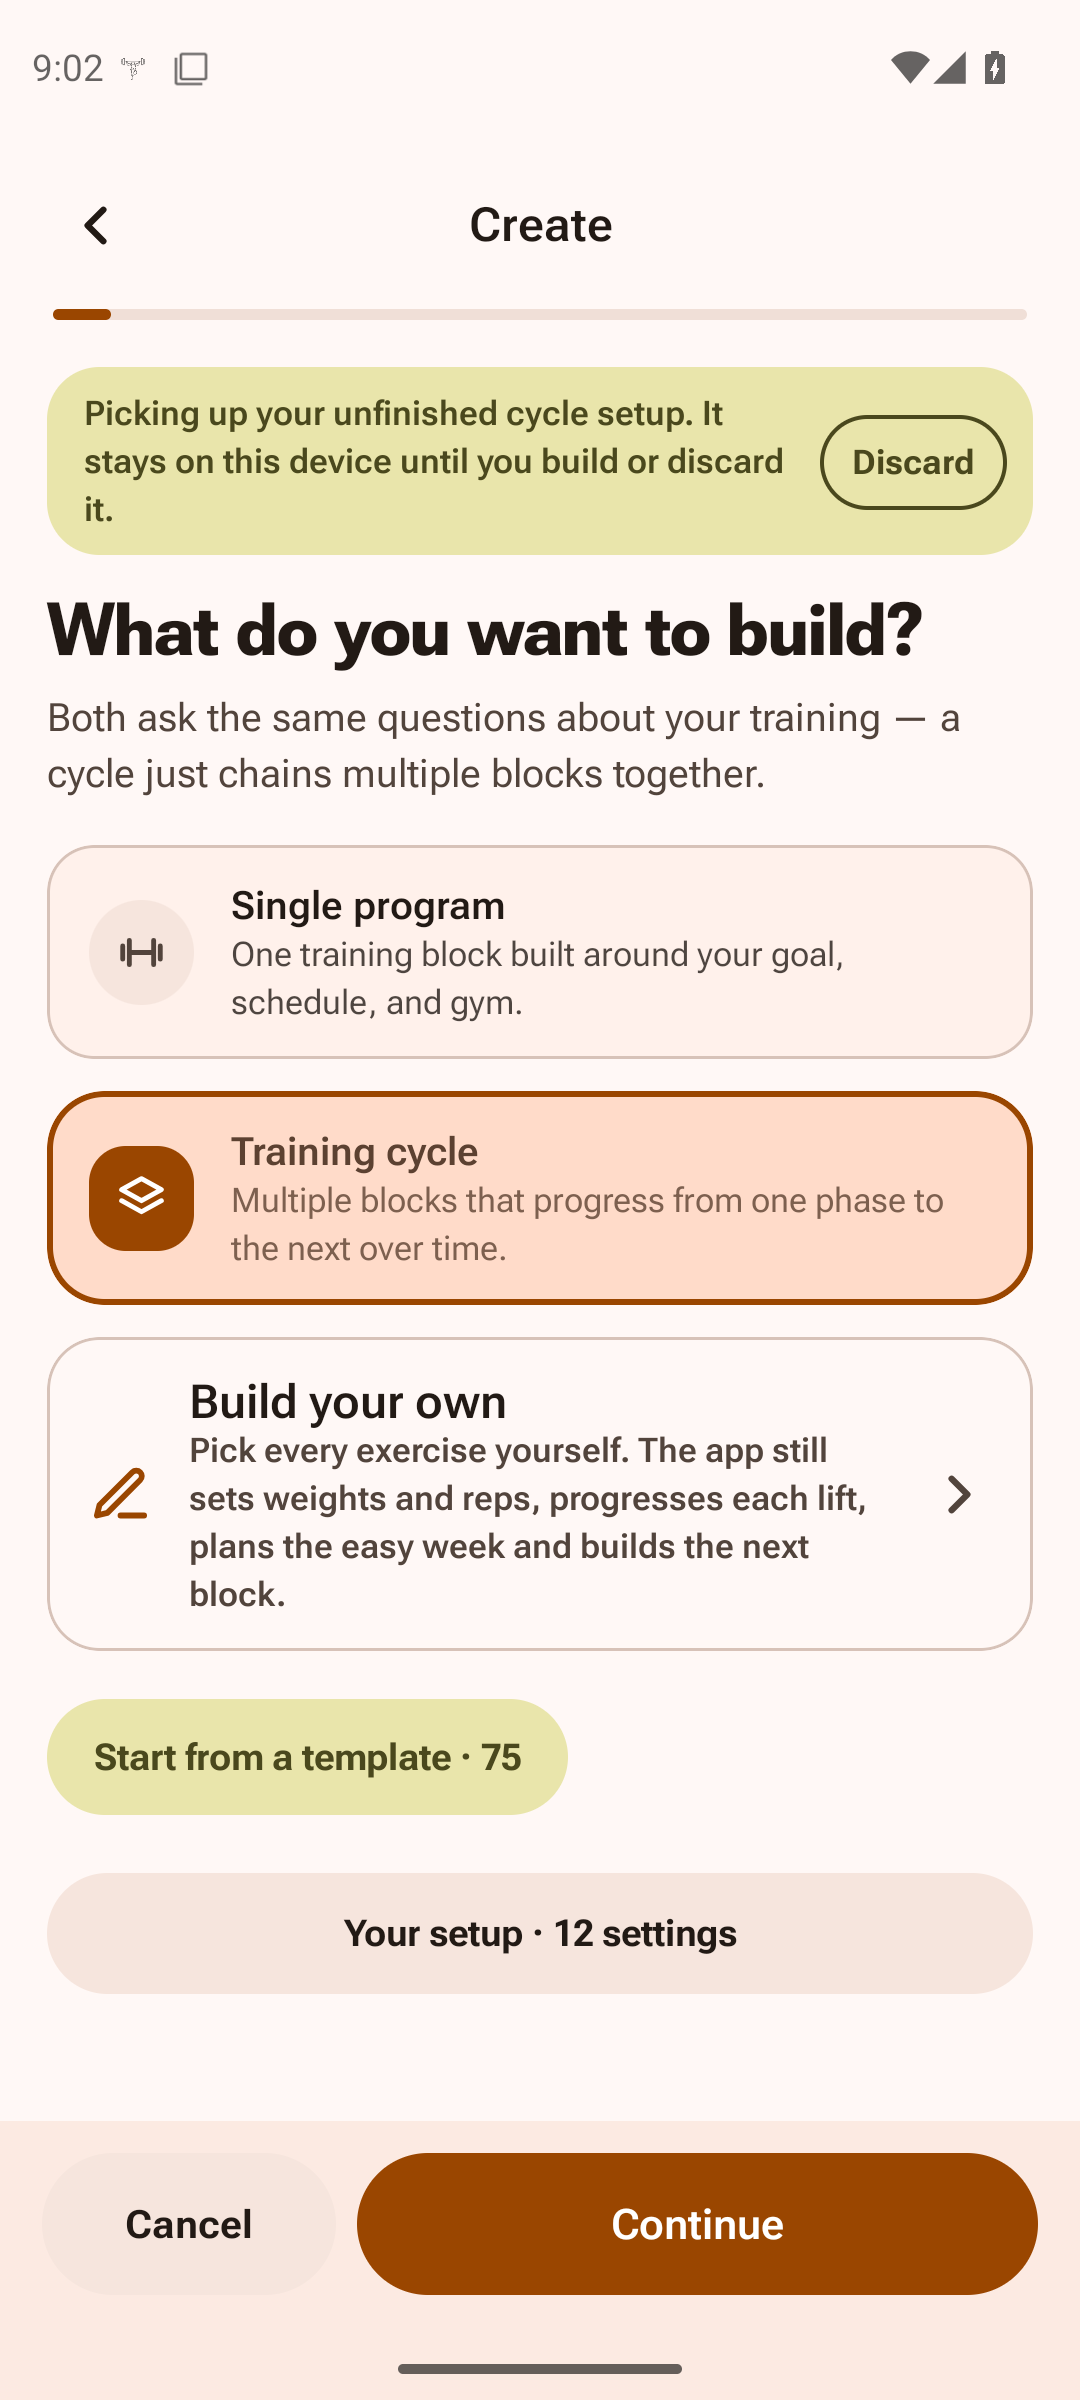 9:02
Create
Picking up your unfinished cycle setup. It
stays on this device until you build or discard
it.
Discard
What do you want to build?
Both ask the same questions about your training — a
cycle just chains multiple blocks together.
Single program
One training block built around your goal,
schedule, and gym.
Training cycle
Multiple blocks that progress from one phase to
the next over time.
Build your own
Pick every exercise yourself. The app still
sets weights and reps, progresses each lift,
plans the easy week and builds the next
block.
Start from a template · 75
Your setup · 12 settings
Cancel
Continue